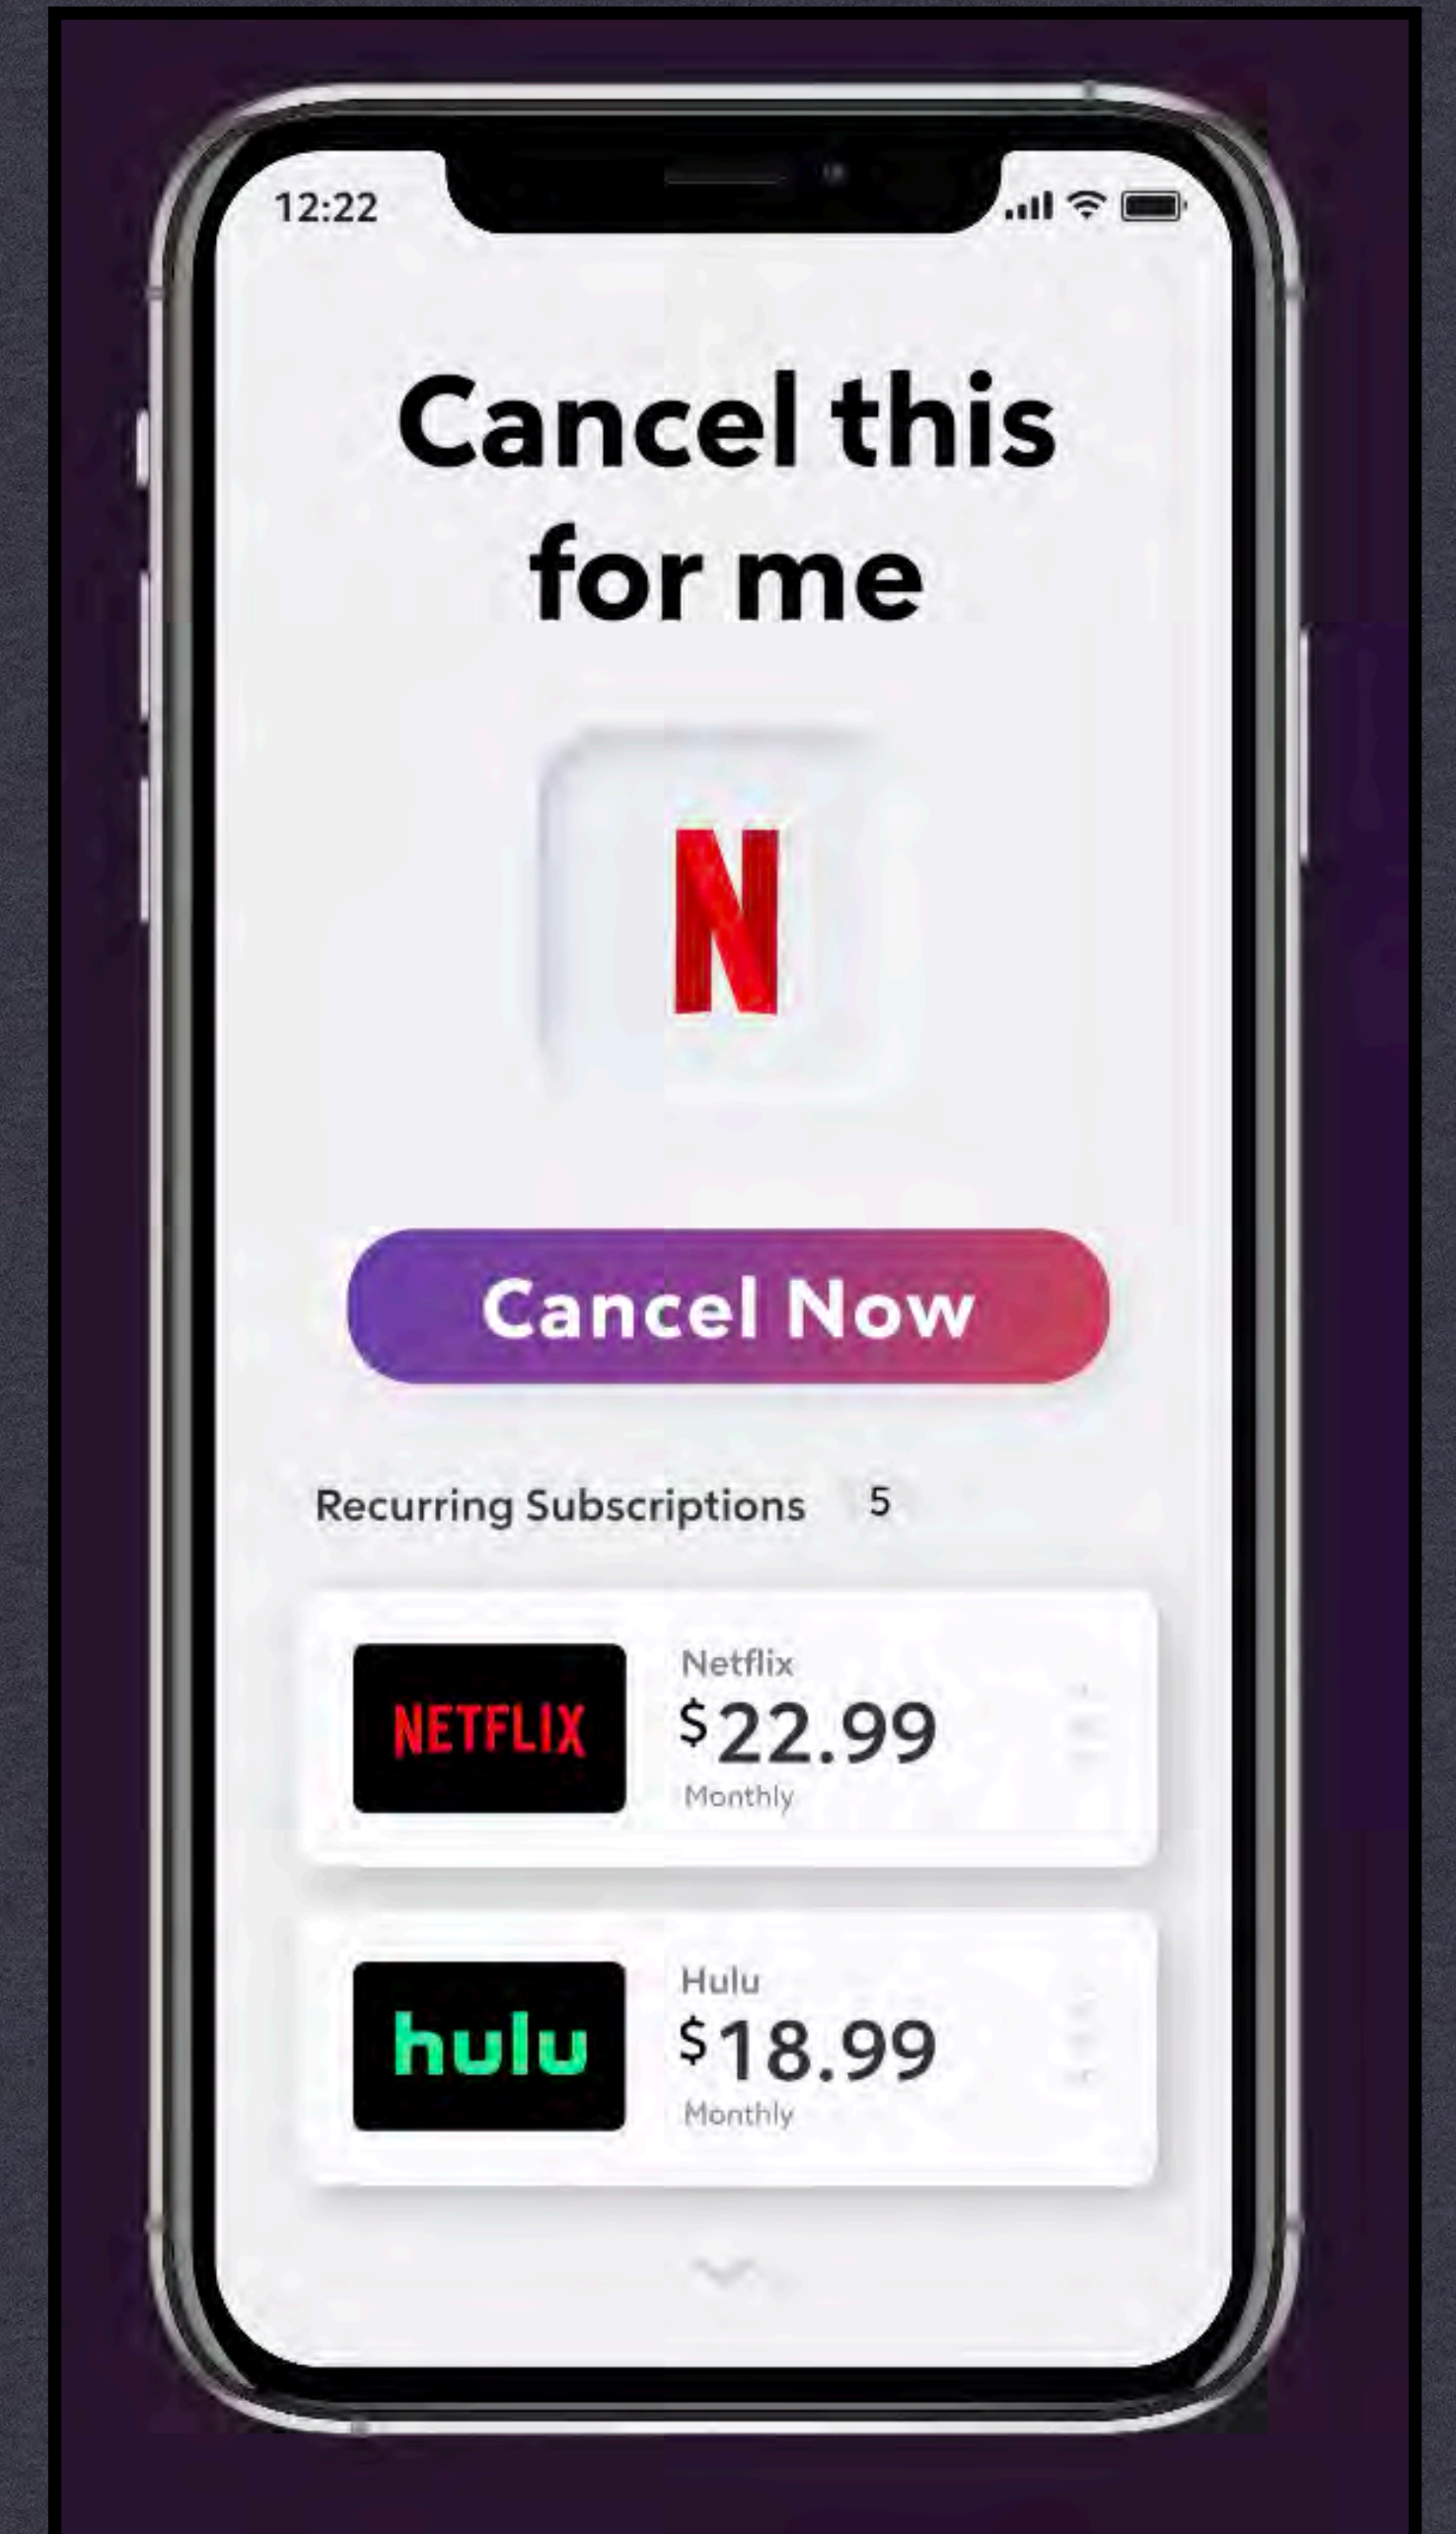 12:22
Cancel this
for me
N
Cancel Now
Recurring Subscriptions 5
NETFLIX
Netflix
$22.99
Monthly
hulu
Hulu
$18.99
Monthly